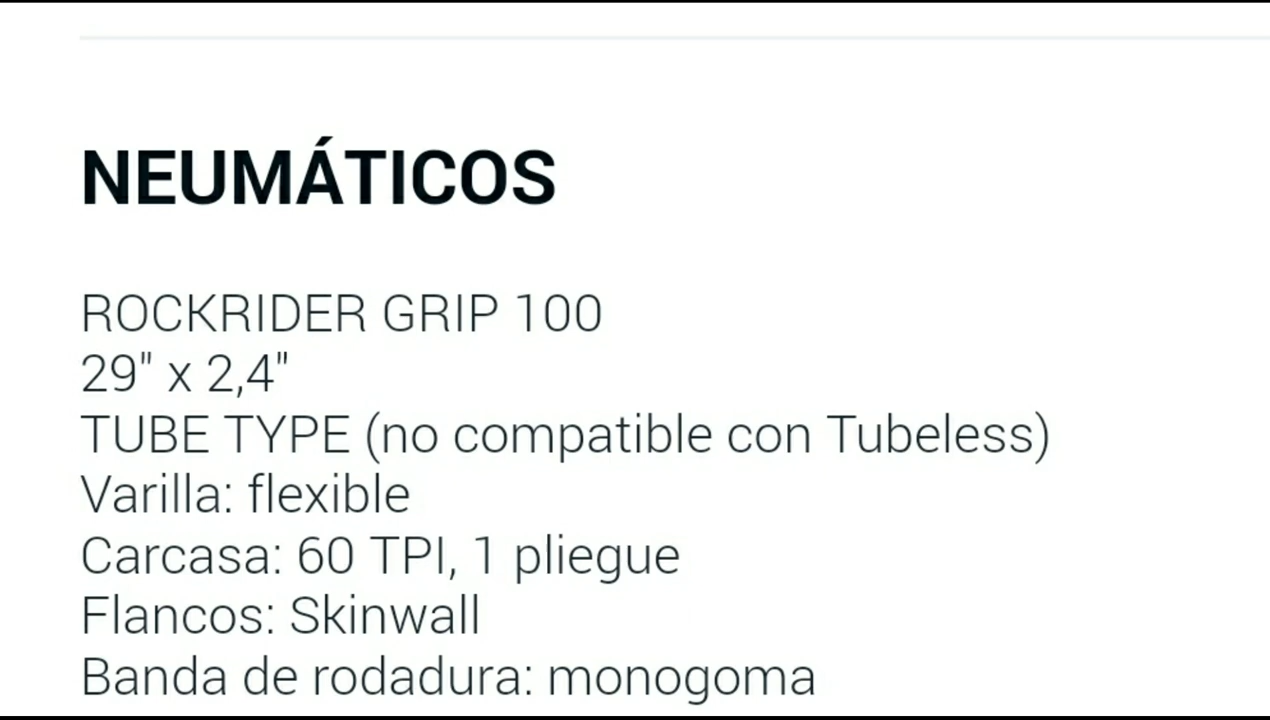 NEUMÁTICOS
ROCKRIDER GRIP 100
29" x 2,4"
TUBE TYPE (no compatible con Tubeless)
Varilla: flexible
Carcasa: 60 TPI, 1 pliegue
Flancos: Skinwall
Banda de rodadura: monogoma